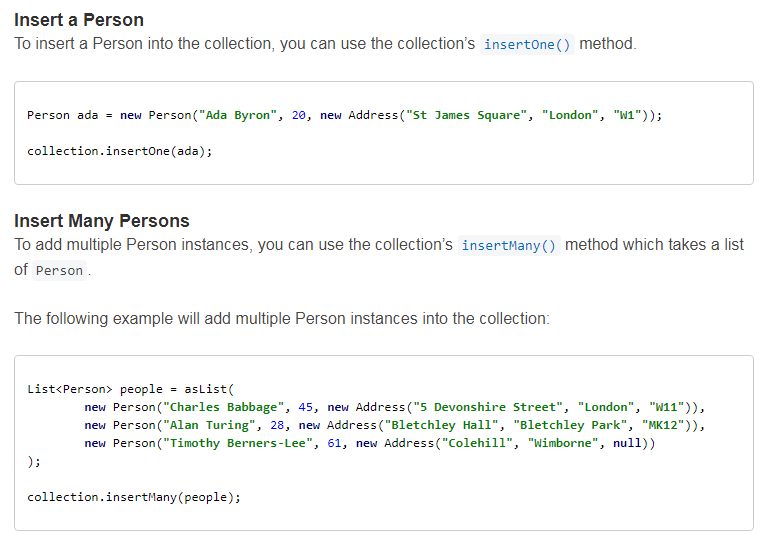 Insert a Person
To insert a Person into the collection, you can use the collection’s insertOne() method.
Person ada = new Person("Ada Byron", 20, new Address("St James Square", "London", "W1"));
collection.insertOne(ada);
Insert Many Persons
To add multiple Person instances, you can use the collection’s insertMany() method which takes a list
of Person.
The following example will add multiple Person instances into the collection:
List<Person> people = asList(
        new Person("Charles Babbage", 45, new Address("5 Devonshire Street", "London", "W11")),
        new Person("Alan Turing", 28, new Address("Bletchley Hall", "Bletchley Park", "MK12")),
        new Person("Timothy Berners-Lee", 61, new Address("Colehill", "Wimborne", null))
);
collection.insertMany(people);